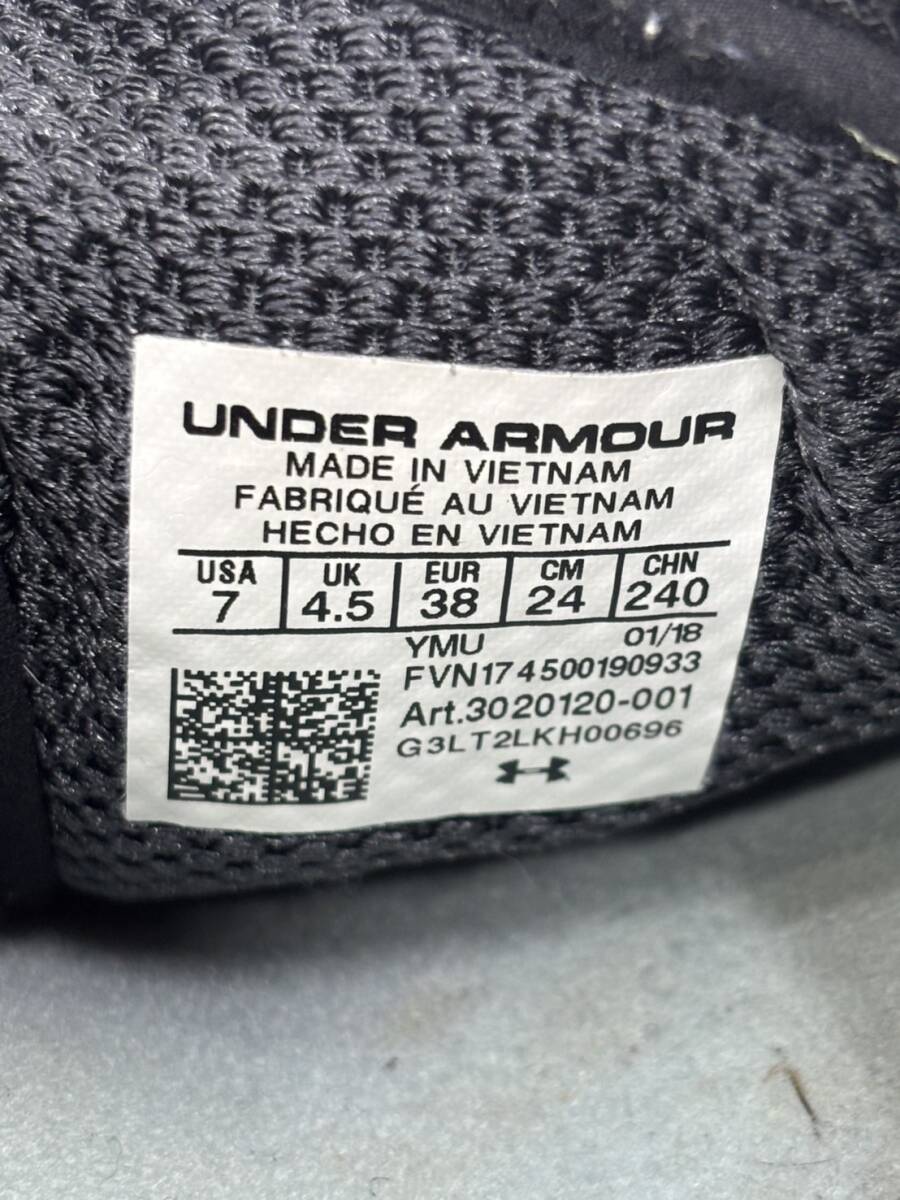 UNDER ARMOUR
MADE IN VIETNAM
FABRIQUÉ AU VIETNAM
HECHO EN VIETNAM
USA UK EUR CM CHN
7 4.5 38 24 240
YMU 01/18
FVN174500190933
Art.3020120-001
G3LT2LKH00696